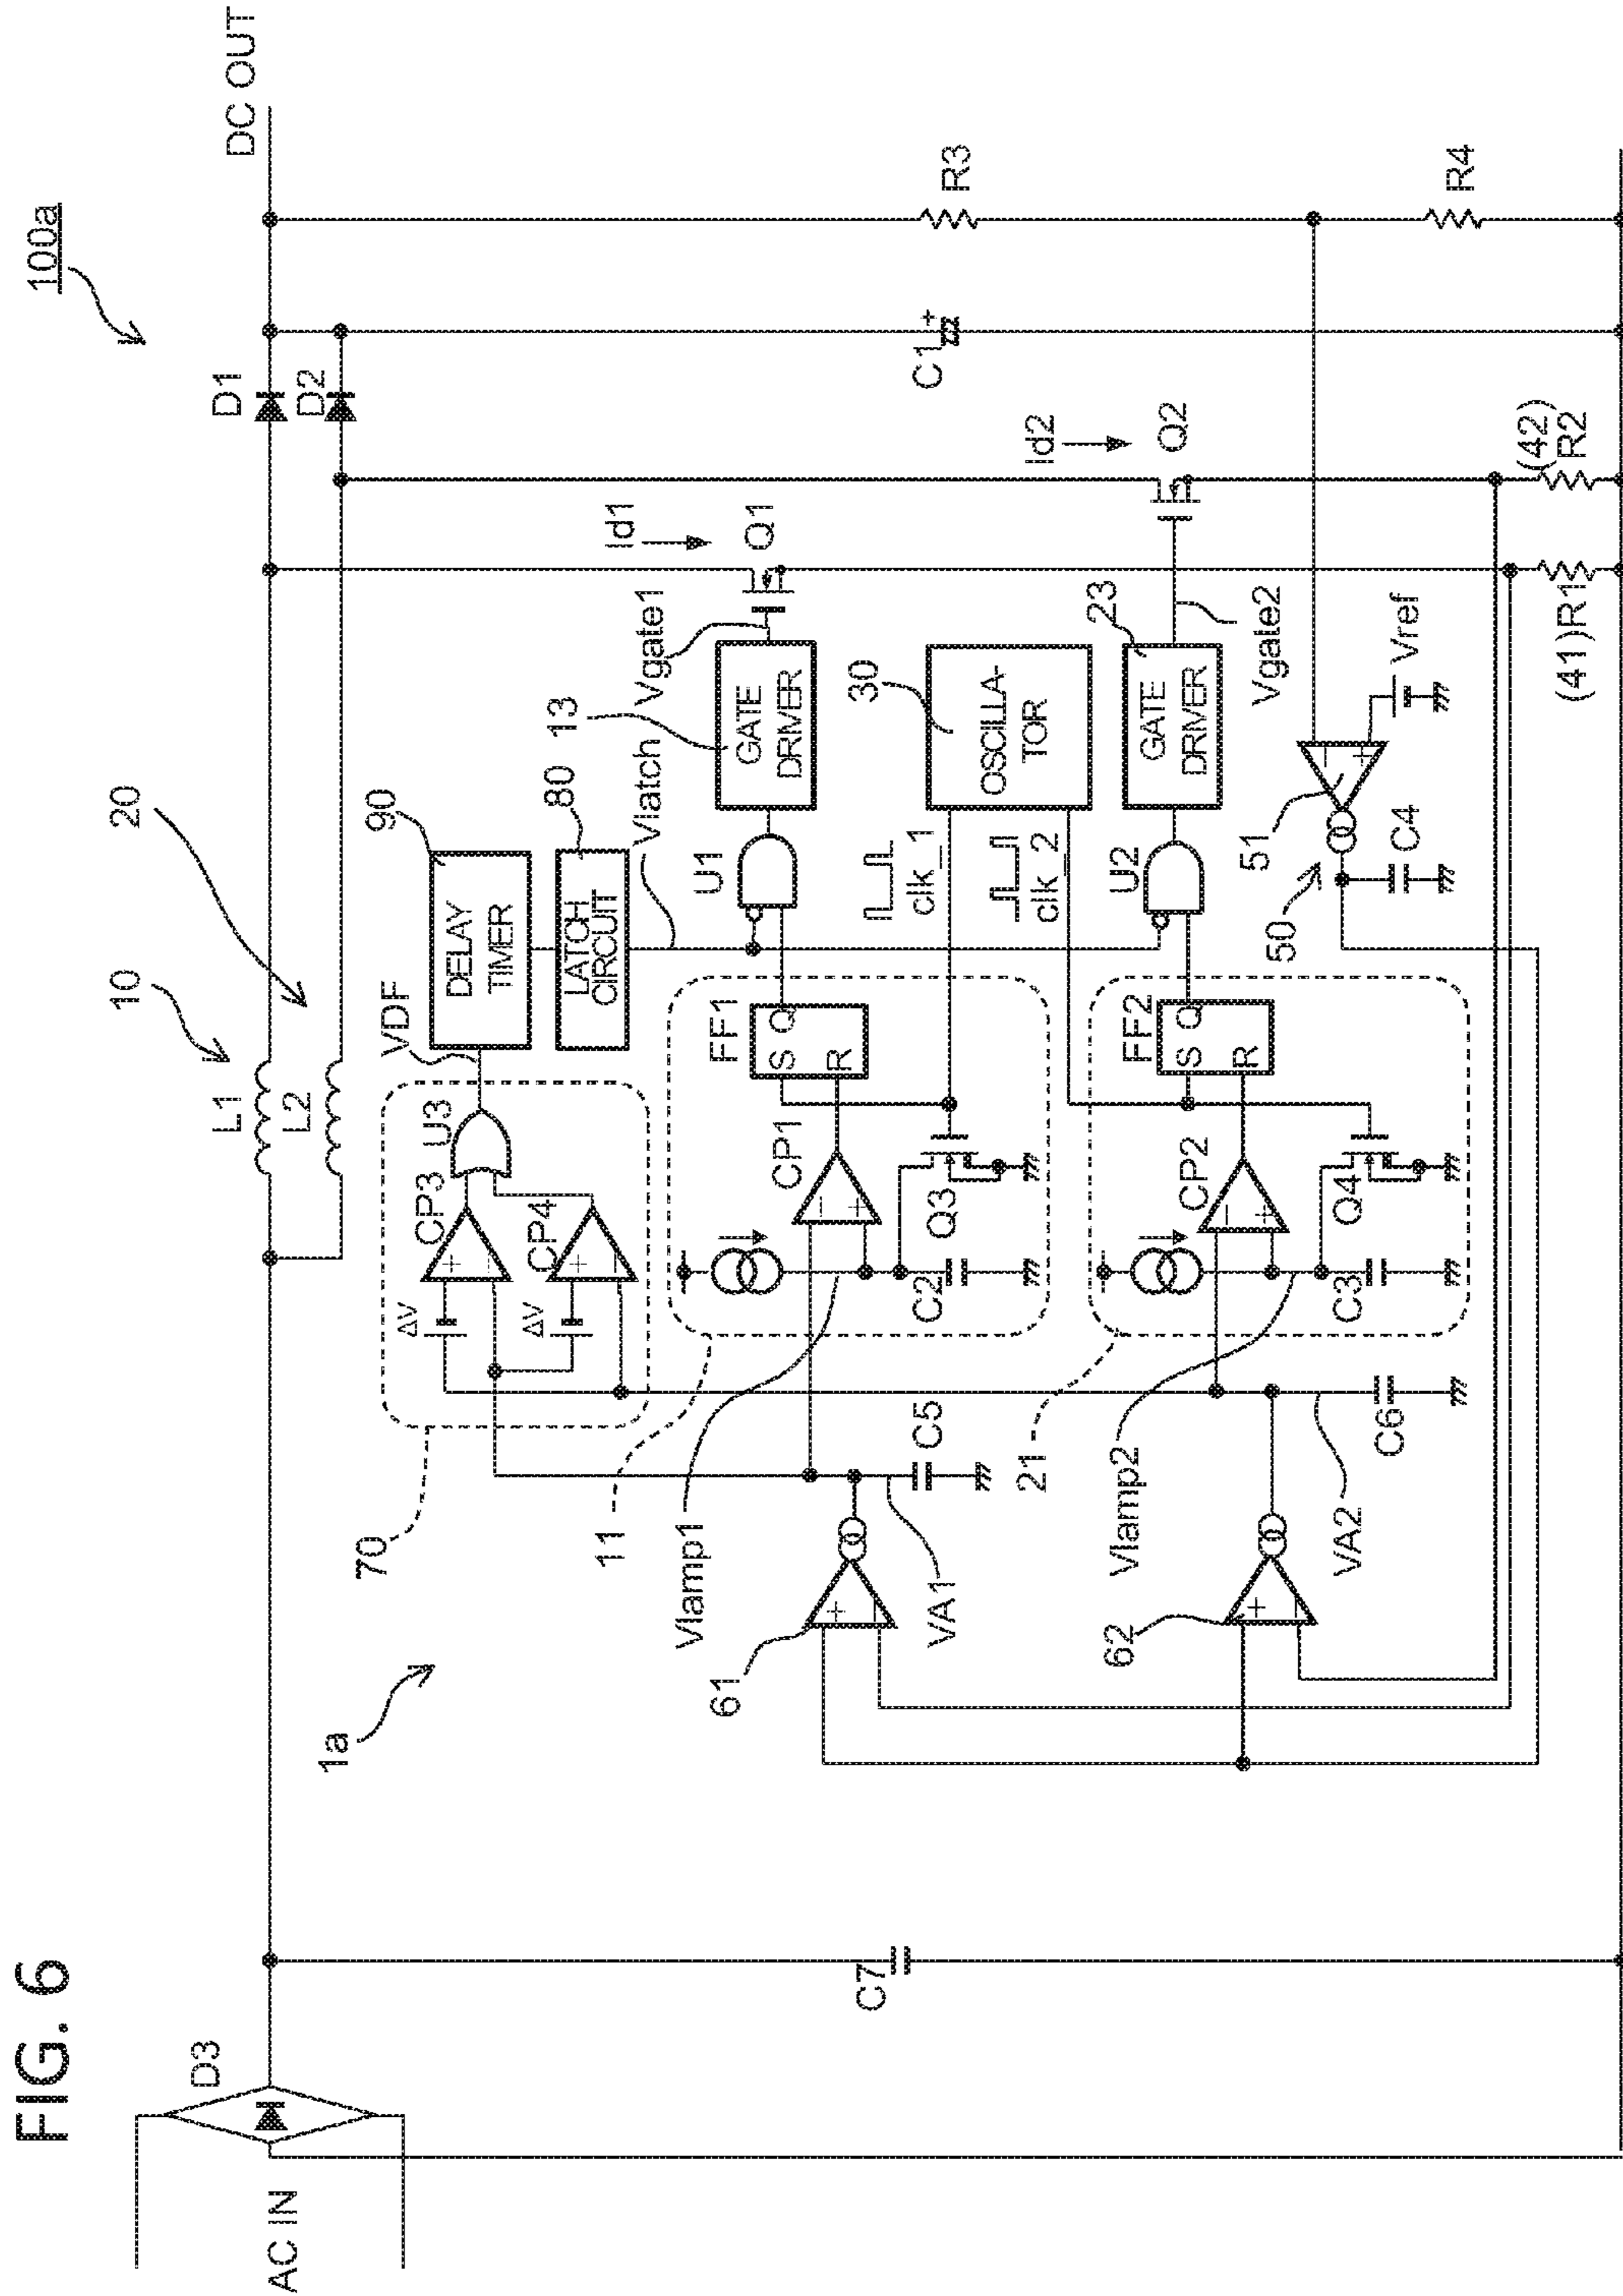 FIG. 6
100a
DC OUT
D1
D2
10
20
L1
L2
D3
AC IN
1a
70
VDF
90
DELAY TIMER
80
LATCH CIRCUIT
Vlatch
U3
CP3
CP4
ΔV
ΔV
+
−
+
−
11
Vlamp1
CP1
−
+
FF1
S
Q
R
C2
Q3
U1
13
GATE DRIVER
Vgate1
Id1
Q1
30
OSCILLA-
TOR
clk_1
clk_2
21
Vlamp2
CP2
−
+
FF2
S
Q
R
C3
Q4
U2
23
GATE DRIVER
Vgate2
Id2
Q2
61
+
−
VA1
C5
62
+
−
VA2
C6
50
51
−
+
C4
Vref
C7
C1
+
R3
R4
(41)R1
(42)
R2